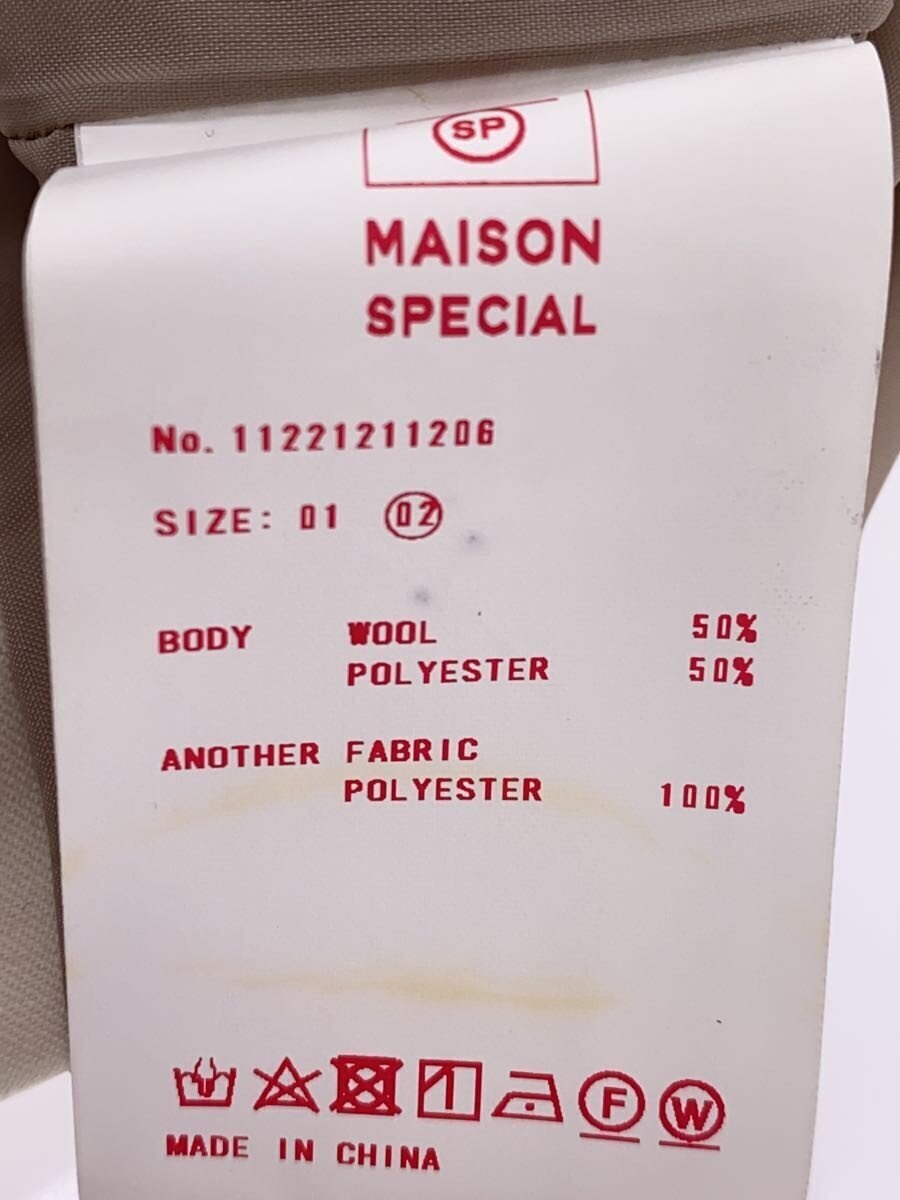 SP
MAISON
SPECIAL
No. 11221211206
SIZE: 01 02
BODY WOOL 50%
POLYESTER 50%
ANOTHER FABRIC
POLYESTER 100%
F W
MADE IN CHINA